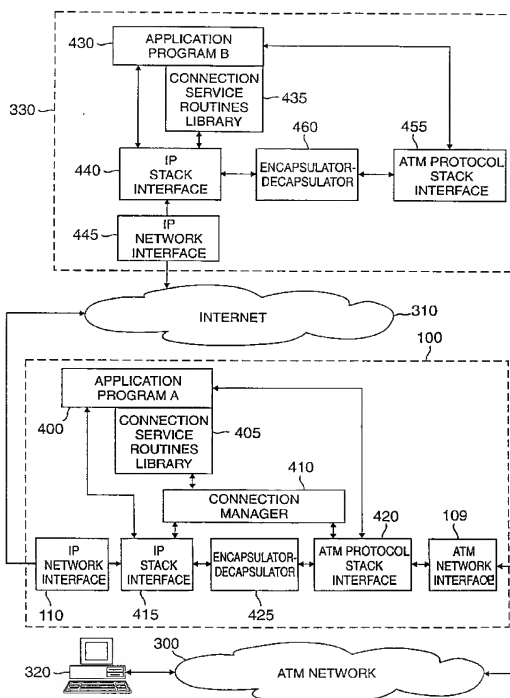 430
APPLICATION
PROGRAM B
CONNECTION
SERVICE
ROUTINES
LIBRARY
435
330
460
455
440
IP
STACK
INTERFACE
ENCAPSULATOR-
DECAPSULATOR
ATM PROTOCOL
STACK
INTERFACE
445
IP
NETWORK
INTERFACE
INTERNET
310
100
APPLICATION
PROGRAM A
400
CONNECTION
SERVICE
ROUTINES
LIBRARY
405
410
CONNECTION
MANAGER
420
109
IP
NETWORK
INTERFACE
IP
STACK
INTERFACE
ENCAPSULATOR-
DECAPSULATOR
ATM PROTOCOL
STACK
INTERFACE
ATM
NETWORK
INTERFACE
110
415
425
300
320
ATM NETWORK